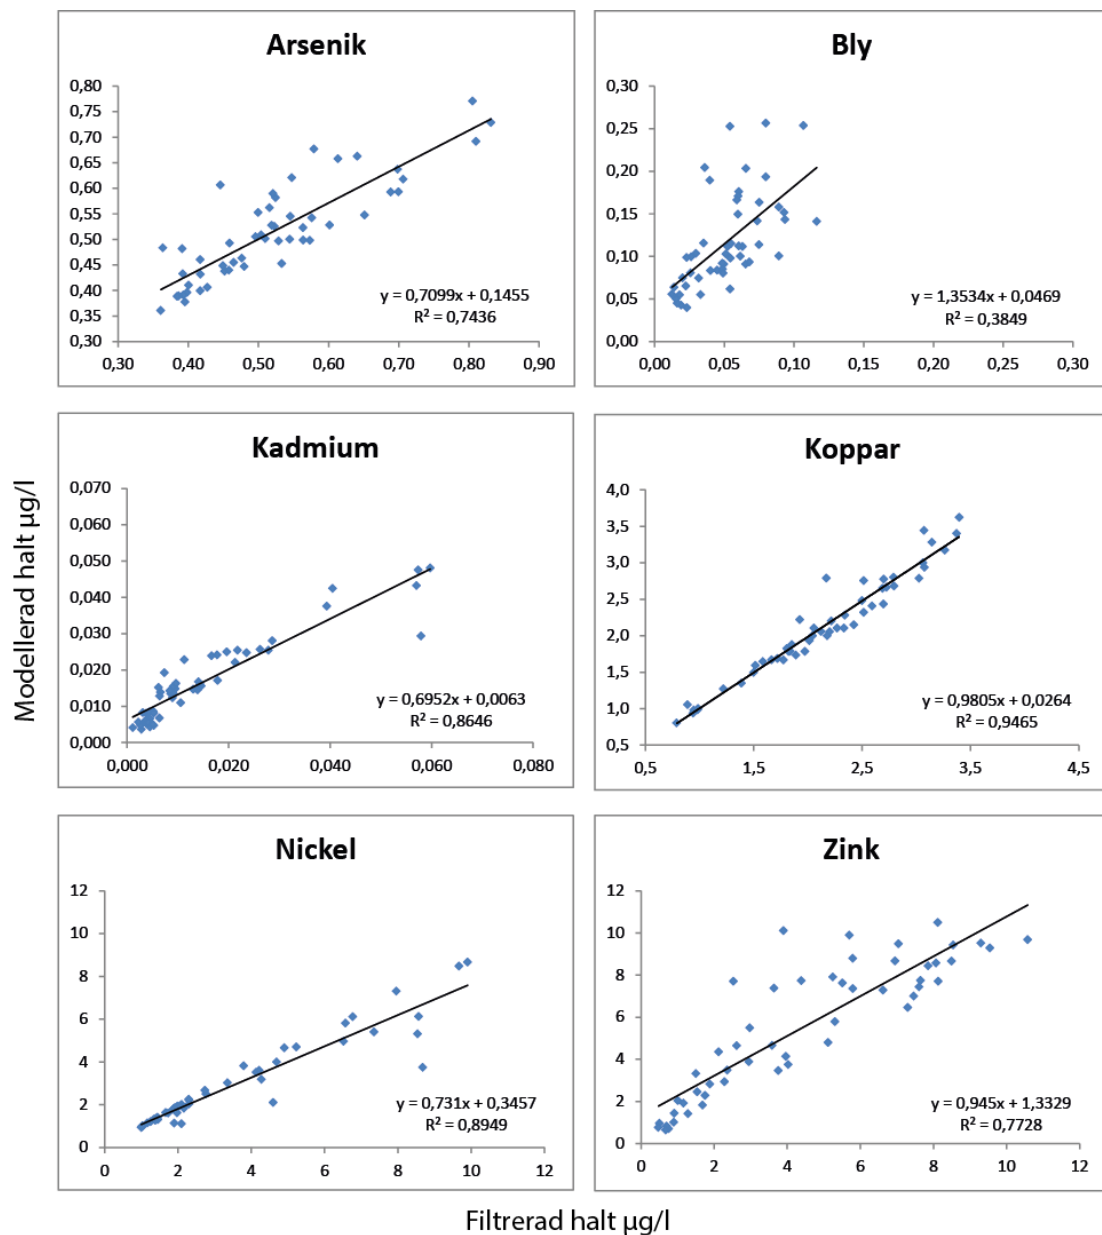 Arsenik
0,80
0,75
0,70
0,65
0,60
0,55
0,50
0,45
0,40
0,35
0,30
y = 0,7099x + 0,1455
R² = 0,7436
0,30 0,40 0,50 0,60 0,70 0,80 0,90
Bly
0,30
0,25
0,20
0,15
0,10
0,05
0,00
y = 1,3534x + 0,0469
R² = 0,3849
0,00 0,05 0,10 0,15 0,20 0,25 0,30
Modellerad halt µg/l
Kadmium
0,070
0,060
0,050
0,040
0,030
0,020
0,010
0,000
y = 0,6952x + 0,0063
R² = 0,8646
0,000 0,020 0,040 0,060 0,080
Koppar
4,0
3,5
3,0
2,5
2,0
1,5
1,0
0,5
y = 0,9805x + 0,0264
R² = 0,9465
0,5 1,5 2,5 3,5 4,5
Nickel
12
10
8
6
4
2
0
y = 0,731x + 0,3457
R² = 0,8949
0 2 4 6 8 10 12
Zink
12
10
8
6
4
2
0
y = 0,945x + 1,3329
R² = 0,7728
0 2 4 6 8 10 12
Filtrerad halt µg/l